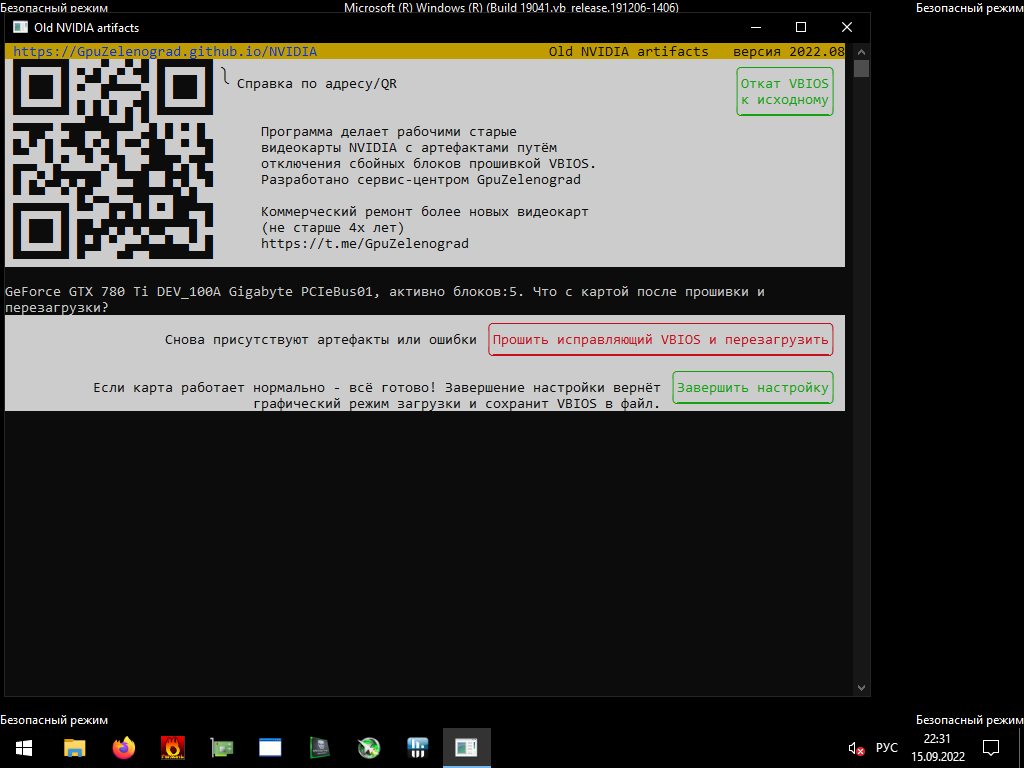 Безопасный режим
Microsoft (R) Windows (R) (Build 19041.vb_release.191206-1406)
Безопасный режим
Old NVIDIA artifacts
https://GpuZelenograd.github.io/NVIDIA
Old NVIDIA artifacts версия 2022.08
Справка по адресу/QR
Откат VBIOS
к исходному
Программа делает рабочими старые
видеокарты NVIDIA с артефактами путём
отключения сбойных блоков прошивкой VBIOS.
Разработано сервис-центром GpuZelenograd
Коммерческий ремонт более новых видеокарт
(не старше 4х лет)
https://t.me/GpuZelenograd
GeForce GTX 780 Ti DEV_100A Gigabyte PCIeBus01, активно блоков:5. Что с картой после прошивки и
перезагрузки?
Снова присутствуют артефакты или ошибки
Прошить исправляющий VBIOS и перезагрузить
Если карта работает нормально - всё готово! Завершение настройки вернёт
графический режим загрузки и сохранит VBIOS в файл.
Завершить настройку
Безопасный режим
Безопасный режим
РУС
22:31
15.09.2022